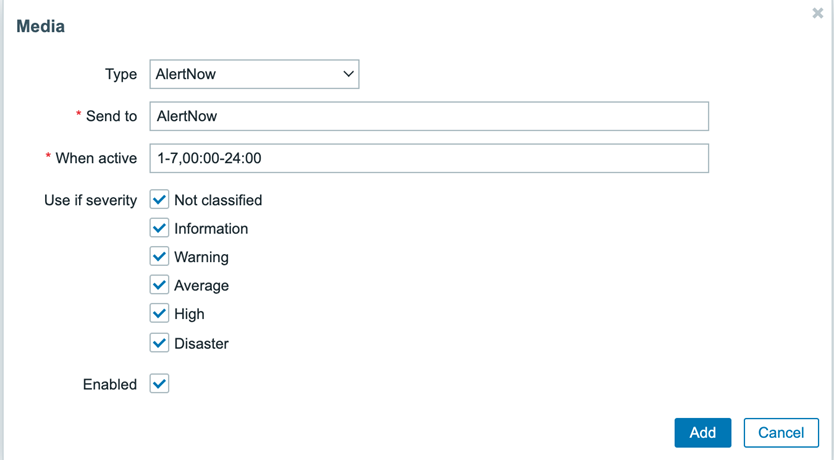 Media
Type AlertNow
* Send to AlertNow
* When active 1-7,00:00-24:00
Use if severity Not classified
Information
Warning
Average
High
Disaster
Enabled
Add Cancel